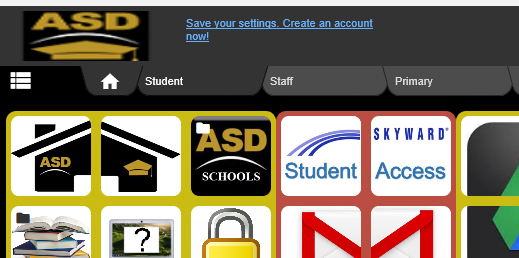 ASD
Save your settings. Create an account
now!
Student
Staff
Primary
ASD
ASD
SCHOOLS
Student
SKYWARD
Access
?